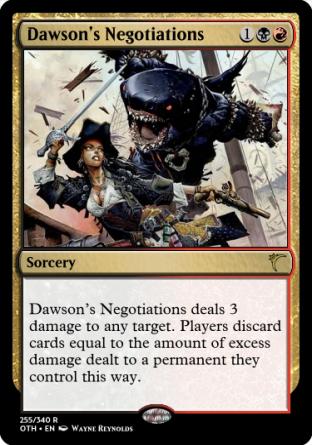 Dawson's Negotiations 1
Sorcery
Dawson's Negotiations deals 3
damage to any target. Players discard
cards equal to the amount of excess
damage dealt to a permanent they
control this way.
255/340 R
OTH • EN Wayne Reynolds